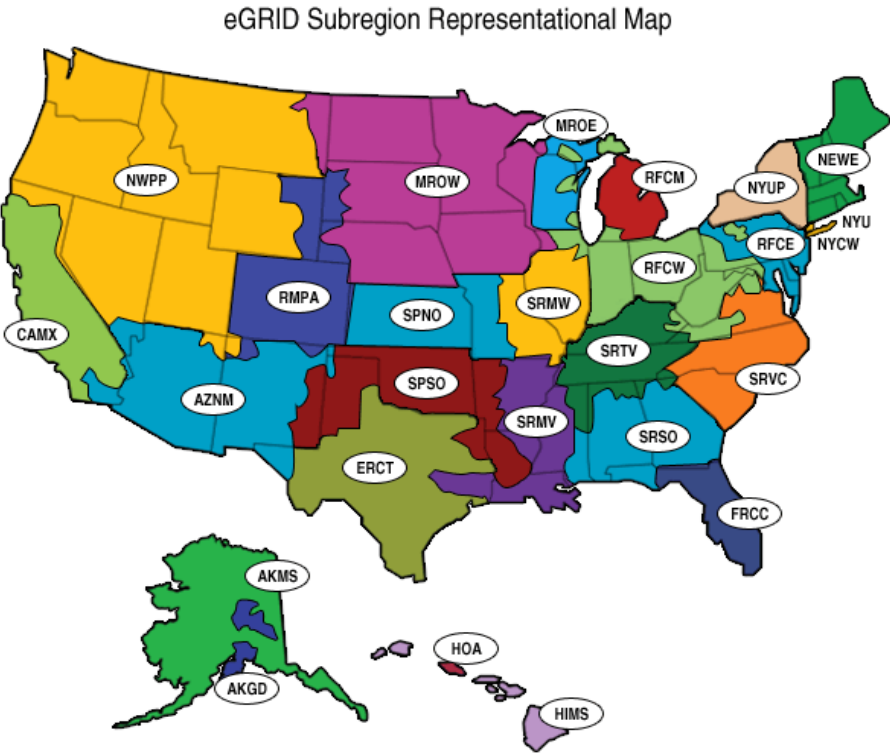 eGRID Subregion Representational Map
MROE
NEWE
RFCM
NWPP
MROW
NYUP
NYU
RFCE
NYCW
RFCW
RMPA
SRMW
SPNO
CAMX
SRTV
SRVC
SPSO
AZNM
SRMV
SRSO
ERCT
FRCC
AKMS
HOA
AKGD
HIMS